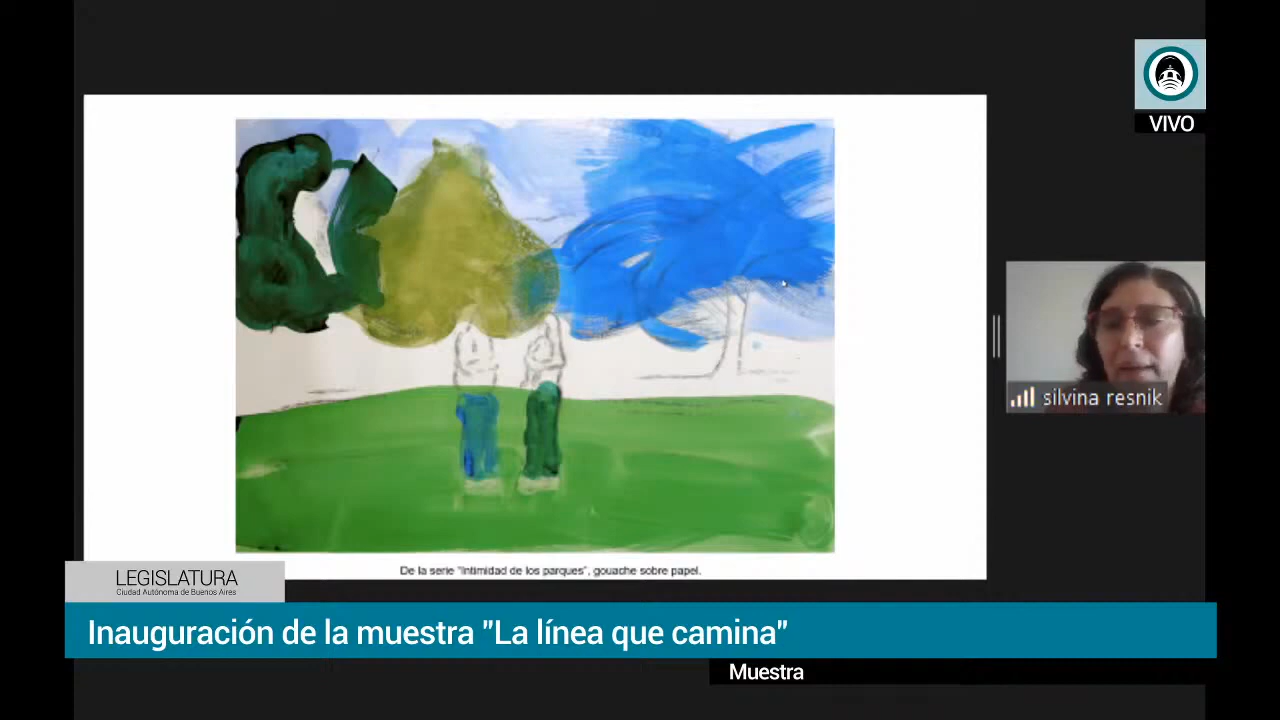 VIVO
silvina resnik
De la serie "Intimidad de los parques", gouache sobre papel.
LEGISLATURA
Ciudad Autónoma de Buenos Aires
Inauguración de la muestra "La línea que camina"
Muestra